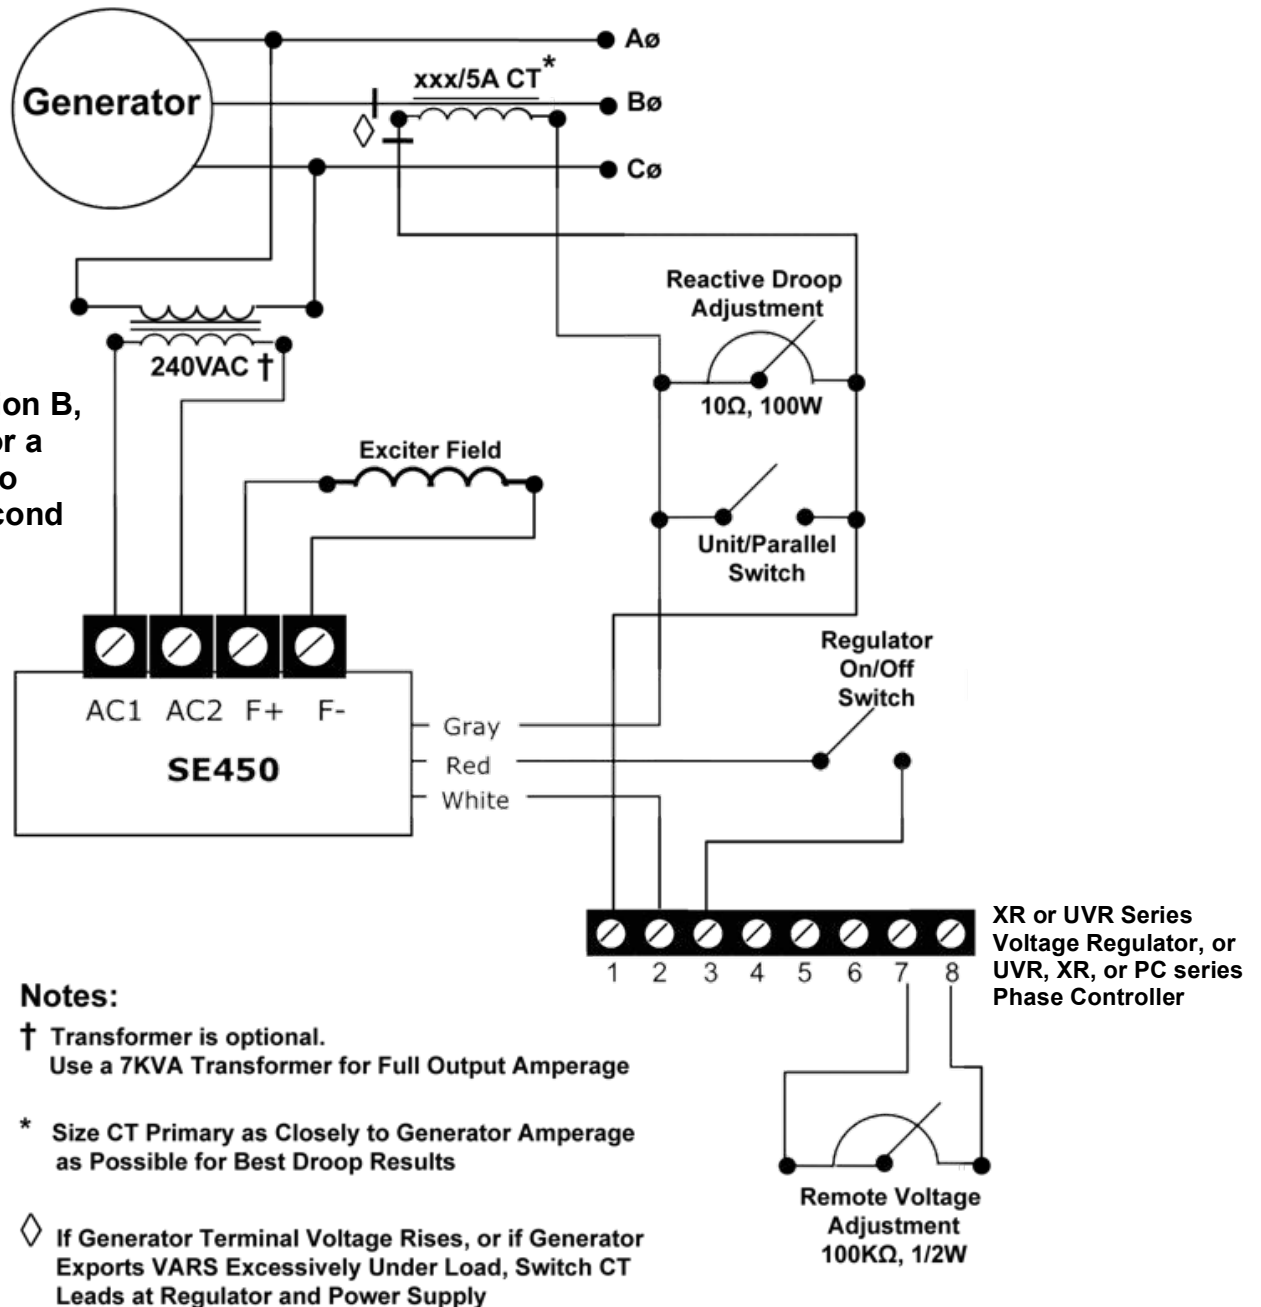 Generator
Aø
xxx/5A CT*
◊
Bø
Cø
Reactive Droop
Adjustment
10Ω, 100W
240VAC †
on B,
or a
o
cond
Exciter Field
Unit/Parallel
Switch
Regulator
On/Off
Switch
AC1 AC2 F+ F-
SE450
Gray
Red
White
1 2 3 4 5 6 7 8
XR or UVR Series
Voltage Regulator, or
UVR, XR, or PC series
Phase Controller
Notes:
† Transformer is optional.
Use a 7KVA Transformer for Full Output Amperage
* Size CT Primary as Closely to Generator Amperage
as Possible for Best Droop Results
◊ If Generator Terminal Voltage Rises, or if Generator
Exports VARS Excessively Under Load, Switch CT
Leads at Regulator and Power Supply
Remote Voltage
Adjustment
100KΩ, 1/2W